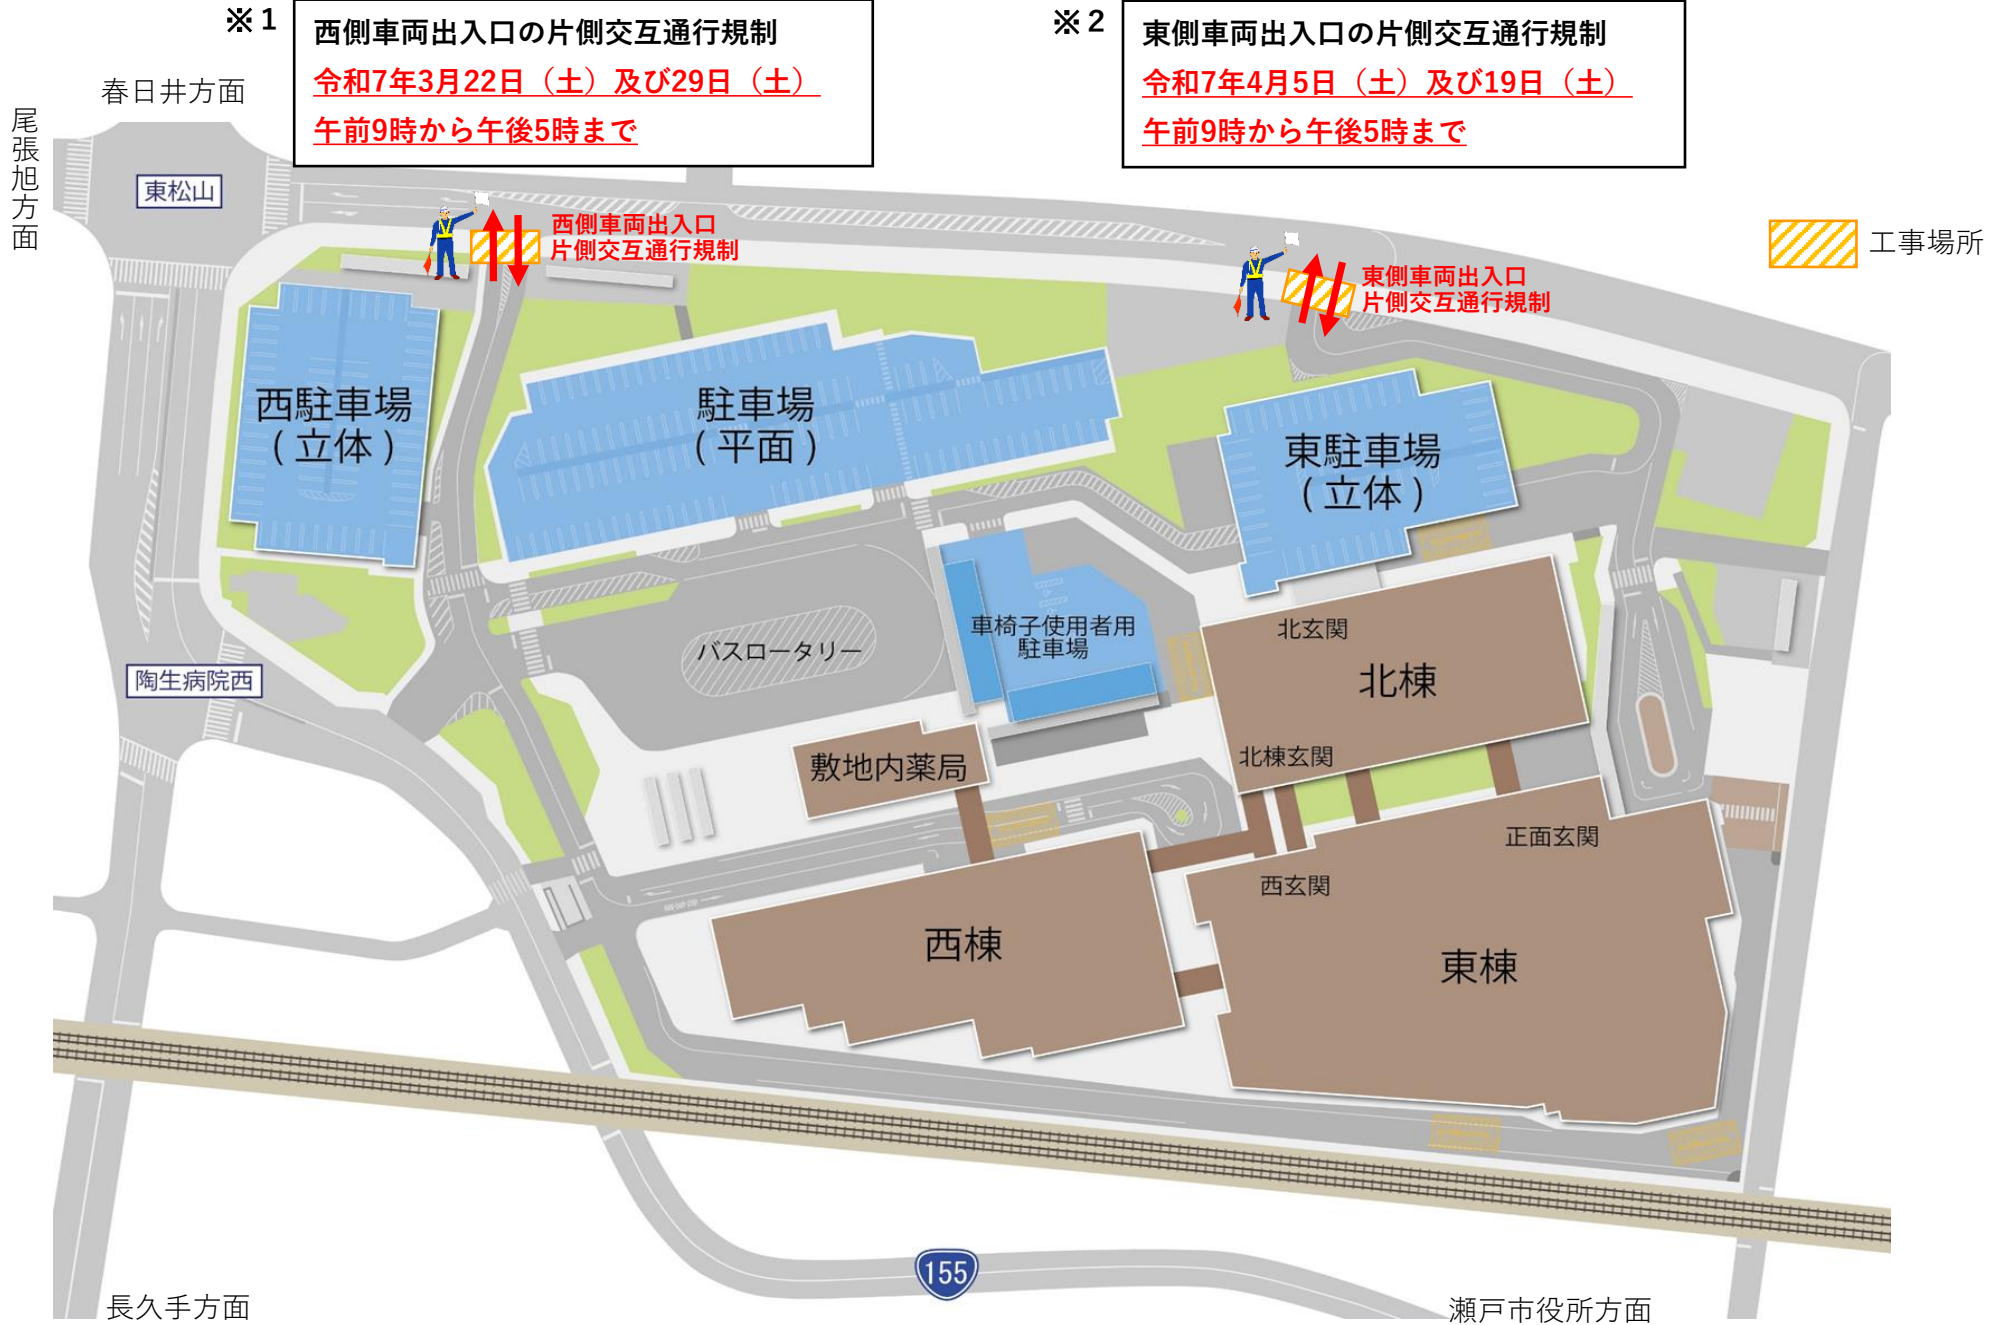 ※1
西側車両出入口の片側交互通行規制
令和7年3月22日（土）及び29日（土）
午前9時から午後5時まで
※2
東側車両出入口の片側交互通行規制
令和7年4月5日（土）及び19日（土）
午前9時から午後5時まで
春日井方面
尾張旭方面
東松山
西側車両出入口
片側交互通行規制
東側車両出入口
片側交互通行規制
工事場所
西駐車場
(立体)
駐車場
(平面)
東駐車場
(立体)
車椅子使用者用
駐車場
バスロータリー
陶生病院西
北玄関
北棟
北棟玄関
敷地内薬局
正面玄関
西玄関
西棟
東棟
155
長久手方面
瀬戸市役所方面